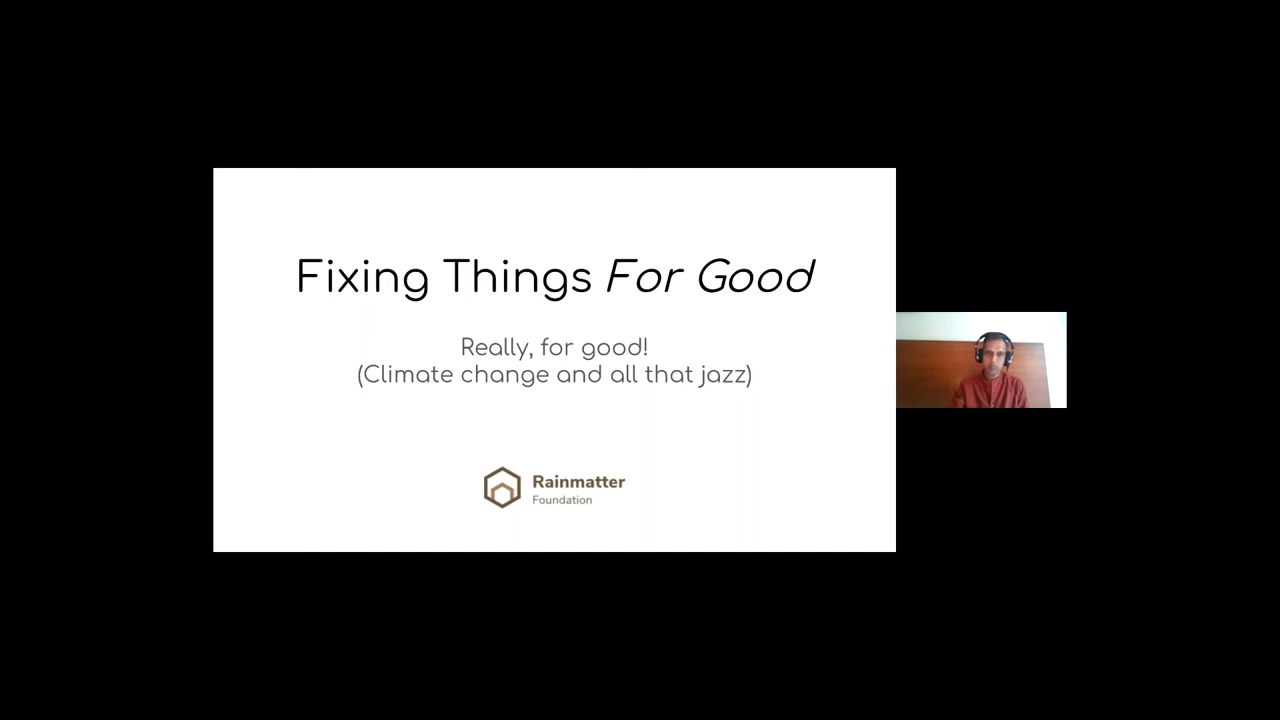 Fixing Things For Good
Really, for good!
(Climate change and all that jazz)
Rainmatter
Foundation